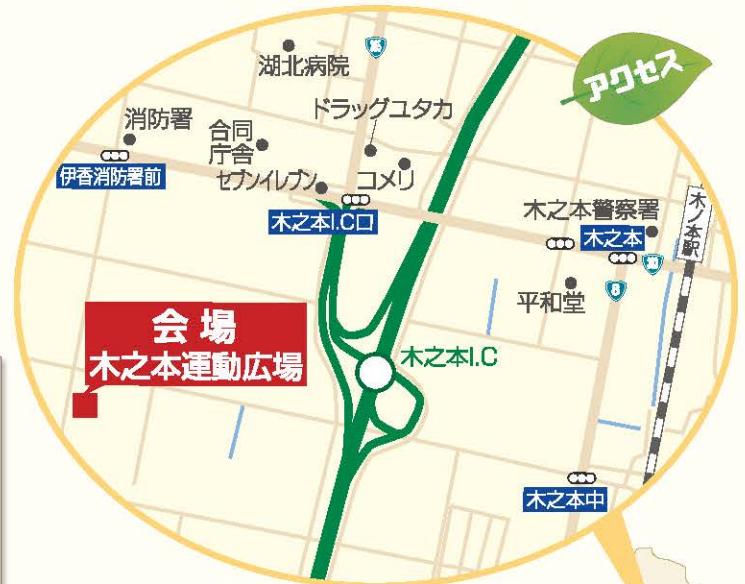 アクセス
365
湖北病院
ドラッグユタカ
消防署
合同
庁舎
伊香消防署前
セブンイレブン
コメリ
木之本I.C口
木之本警察署
木之本
木ノ本駅
303
8
平和堂
会場
木之本運動広場
木之本I.C
木之本中